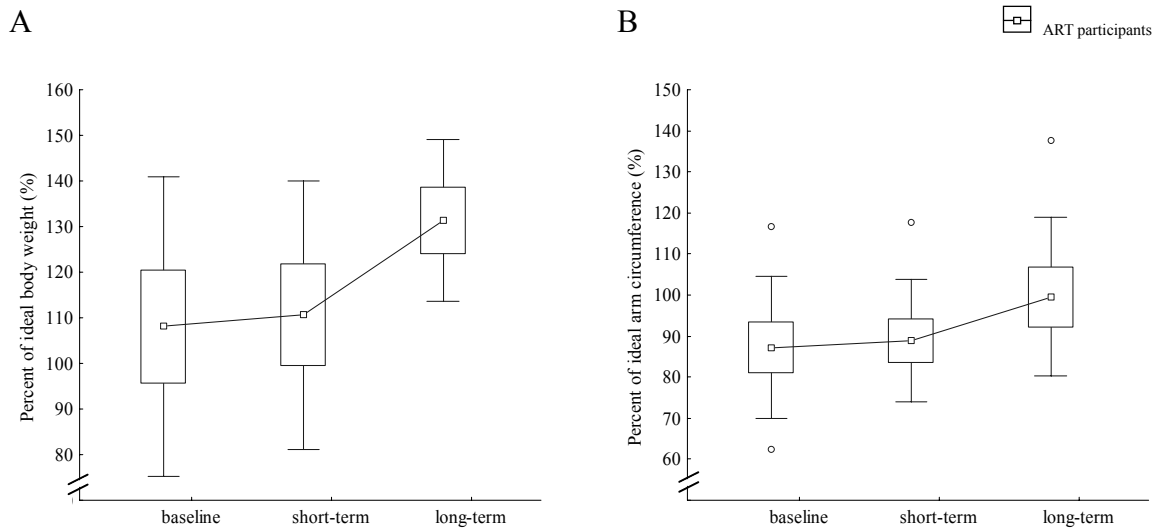 A
B
ART participants
Percent of ideal body weight (%)
160
150
140
130
120
110
100
90
80
baseline short-term long-term
Percent of ideal arm circumference (%)
150
140
130
120
110
100
90
80
70
60
baseline short-term long-term